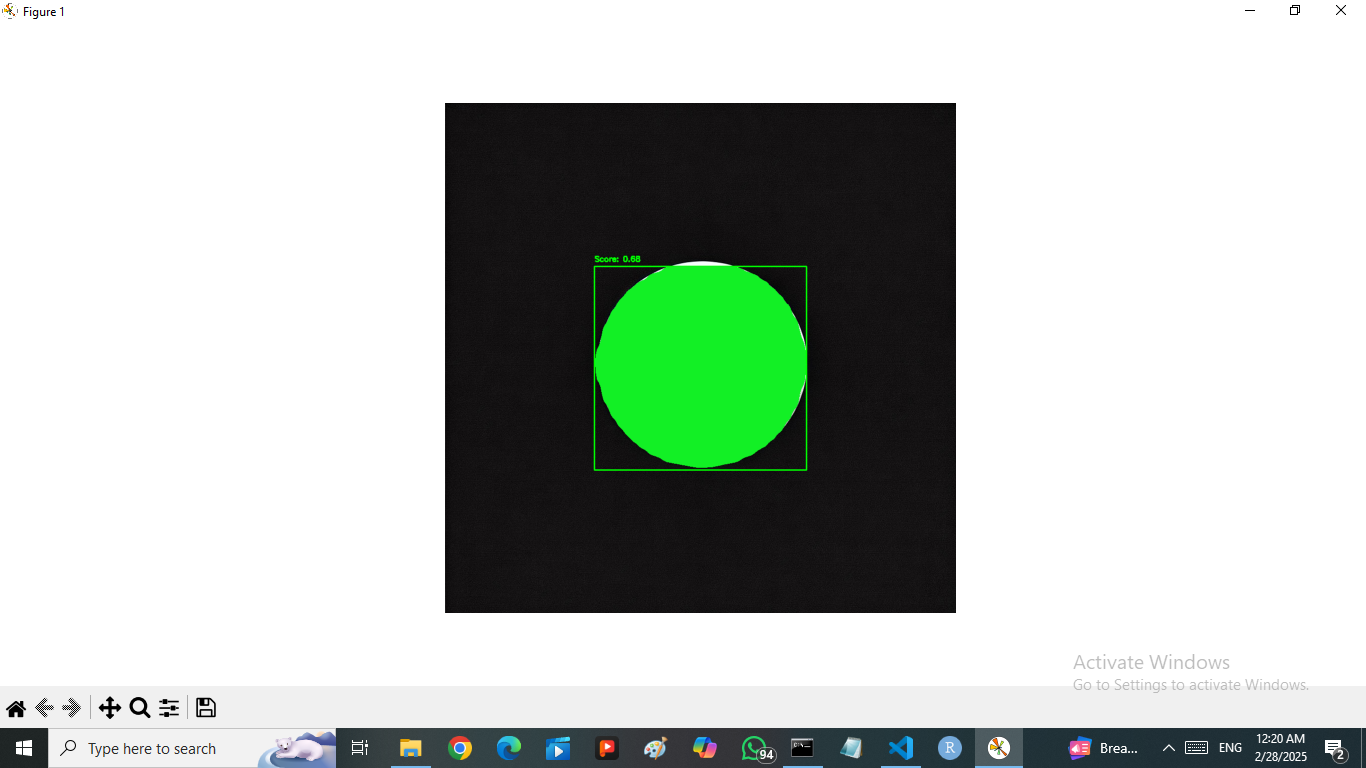 Figure 1
Score: 0.68
Activate Windows
Go to Settings to activate Windows.
Type here to search
94
R
Brea...
ENG
12:20 AM
2/28/2025
2